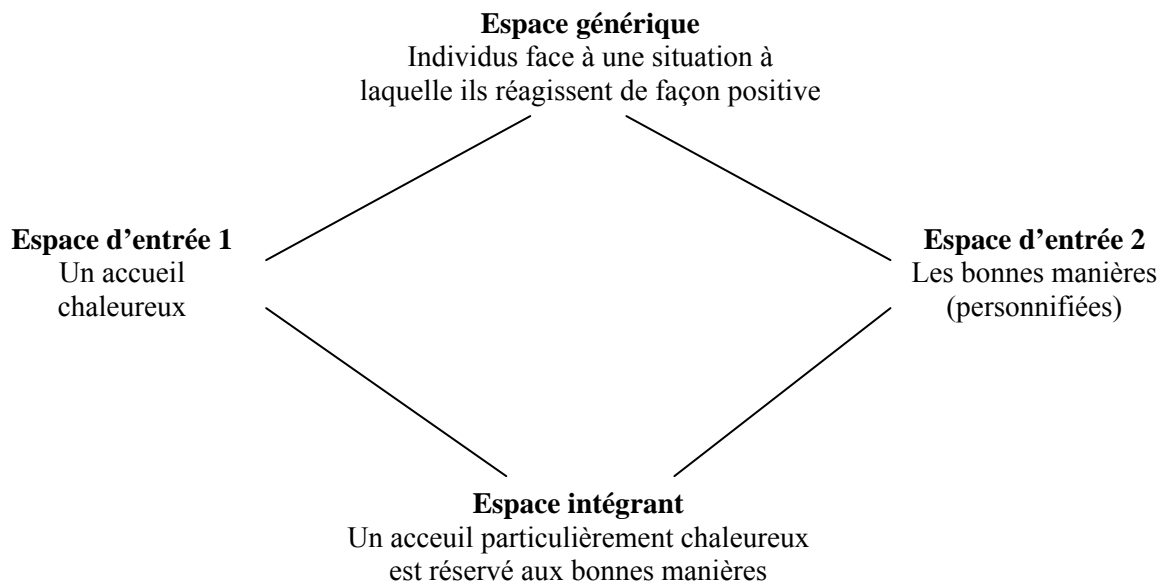 Espace générique
Individus face à une situation à
laquelle ils réagissent de façon positive
Espace d'entrée 1
Un accueil
chaleureux
Espace d'entrée 2
Les bonnes manières
(personnifiées)
Espace intégrant
Un acceuil particulièrement chaleureux
est réservé aux bonnes manières